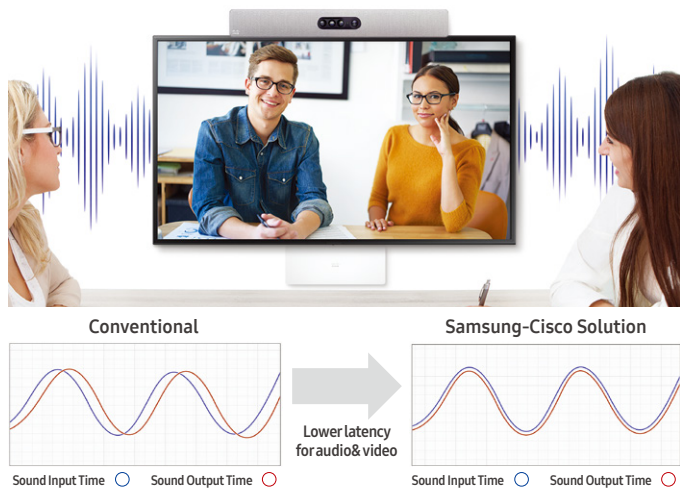 Conventional
Samsung-Cisco Solution
Lower latency
for audio& video
Sound Input Time
Sound Output Time
Sound Input Time
Sound Output Time